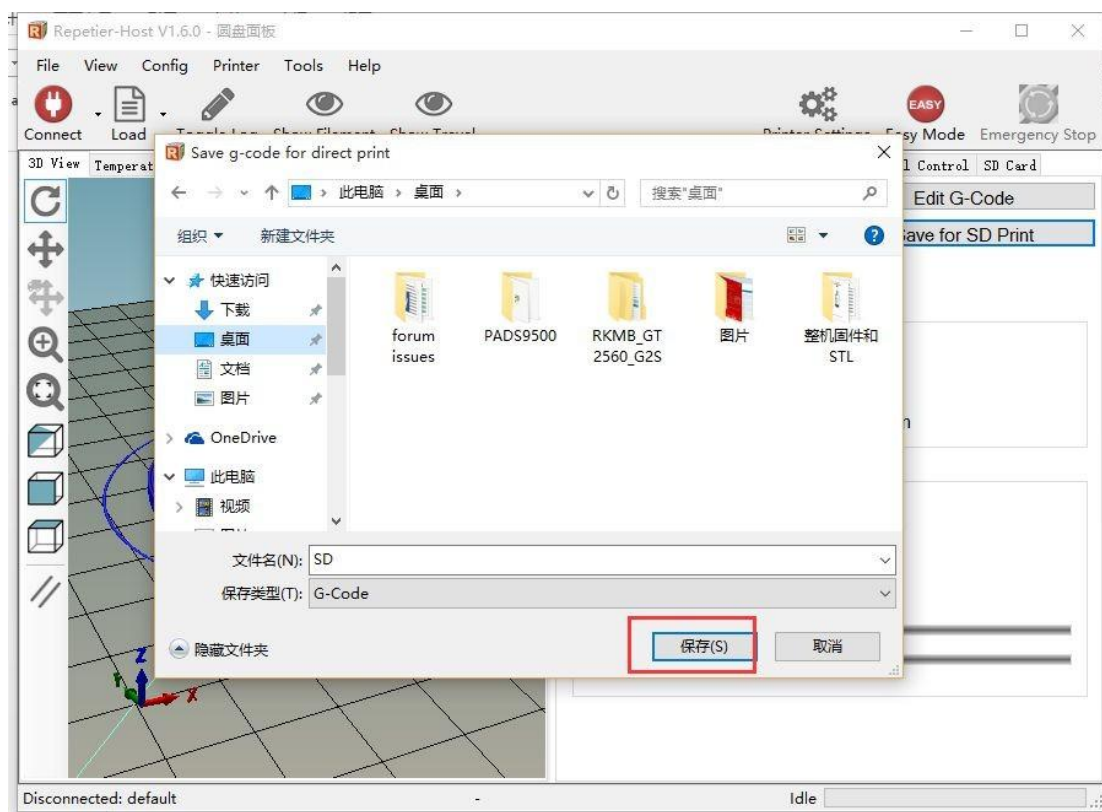 Repetier-Host V1.6.0 - 圆盘面板
File View Config Printer Tools Help
Connect Load
Easy Mode Emergency Stop
EASY
Save g-code for direct print
3D View Temperat
Control SD Card
此电脑 › 桌面 ›
搜索"桌面"
Edit G-Code
组织 新建文件夹
Save for SD Print
快速访问
下载
桌面
文档
图片
OneDrive
此电脑
视频
forum issues
PADS9500
RKMB_GT 2560_G2S
图片
整机固件和 STL
文件名(N): SD
保存类型(T): G-Code
隐藏文件夹
保存(S) 取消
Z
X
Disconnected: default - Idle